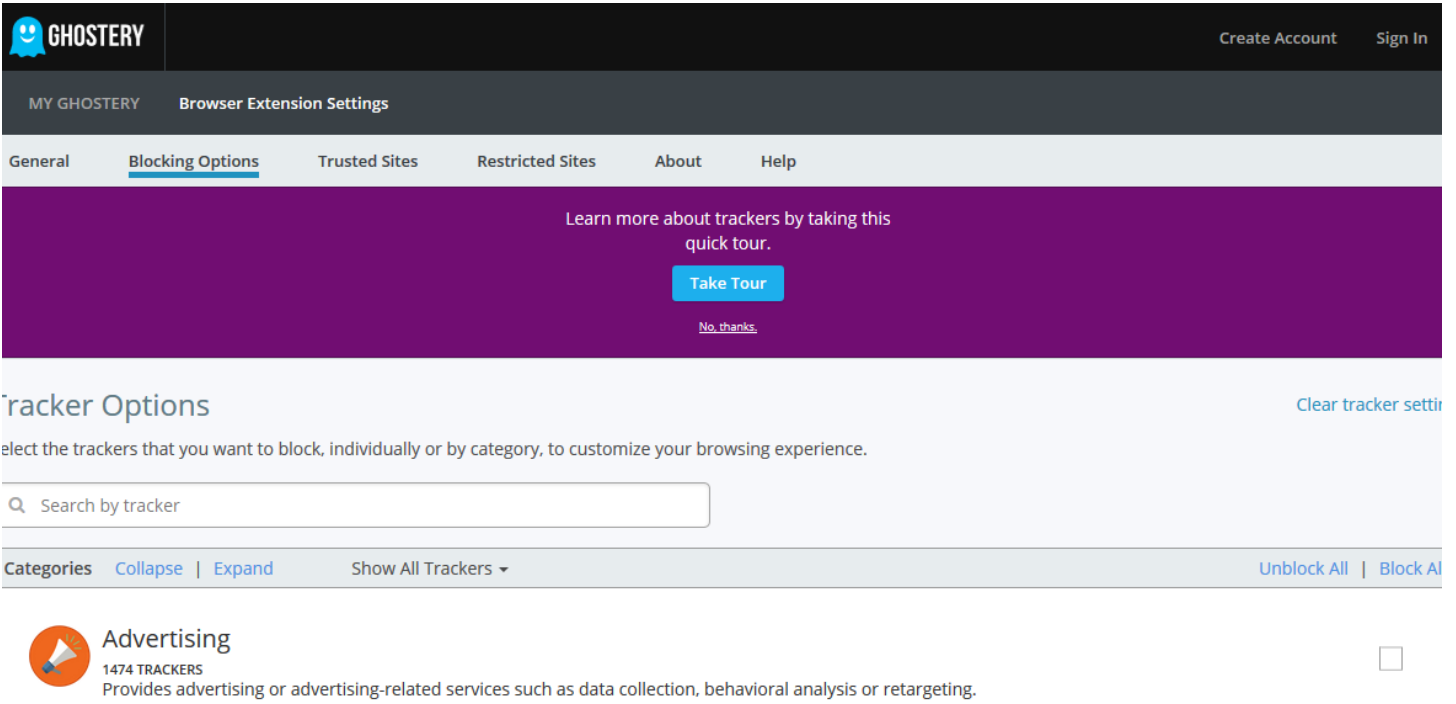 GHOSTERY
Create Account Sign In
MY GHOSTERY Browser Extension Settings
General Blocking Options Trusted Sites Restricted Sites About Help
Learn more about trackers by taking this
quick tour.
Take Tour
No, thanks.
Tracker Options
Clear tracker settin
elect the trackers that you want to block, individually or by category, to customize your browsing experience.
Search by tracker
Categories Collapse | Expand Show All Trackers Unblock All | Block Al
Advertising
1474 TRACKERS
Provides advertising or advertising-related services such as data collection, behavioral analysis or retargeting.